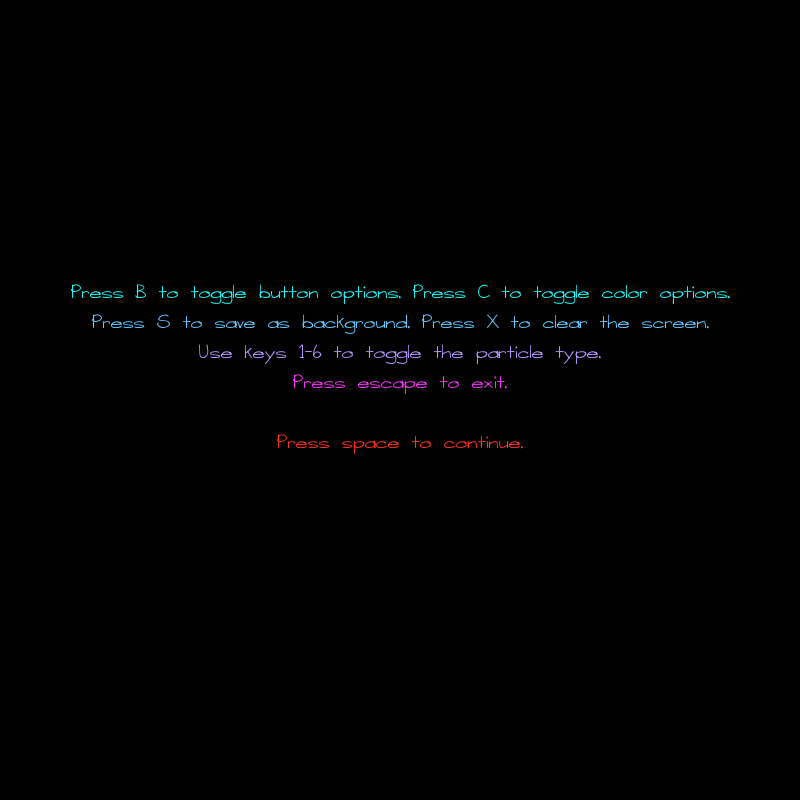 Press B to toggle button options. Press C to toggle color options.
Press S to save as background. Press X to clear the screen.
Use keys 1-6 to toggle the particle type.
Press escape to exit.
Press space to continue.